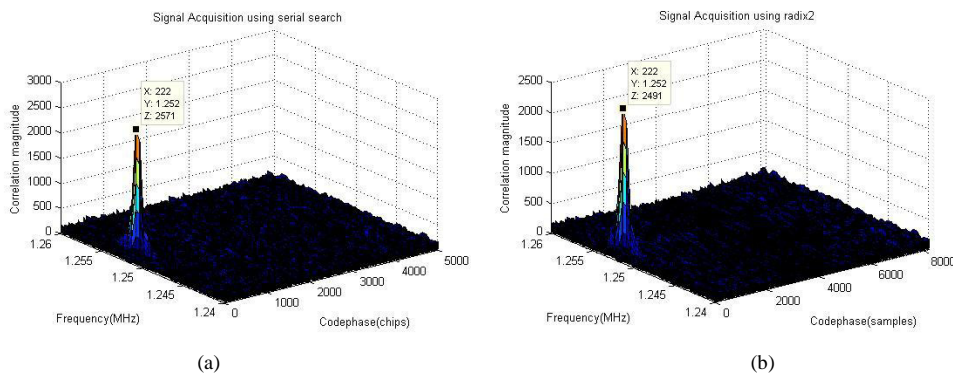 Signal Acquisition using serial search
X: 222
Y: 1.252
Z: 2571
3000
2500
2000
1500
1000
500
0
Correlation magnitude
1.26
1.255
1.25
1.245
1.24
Frequency(MHz)
0
1000
2000
3000
4000
5000
Codephase(chips)
(a)
Signal Acquisition using radix2
X: 222
Y: 1.252
Z: 2491
2500
2000
1500
1000
500
0
Correlation magnitude
1.26
1.255
1.25
1.245
1.24
Frequency(MHz)
0
2000
4000
6000
8000
Codephase(samples)
(b)